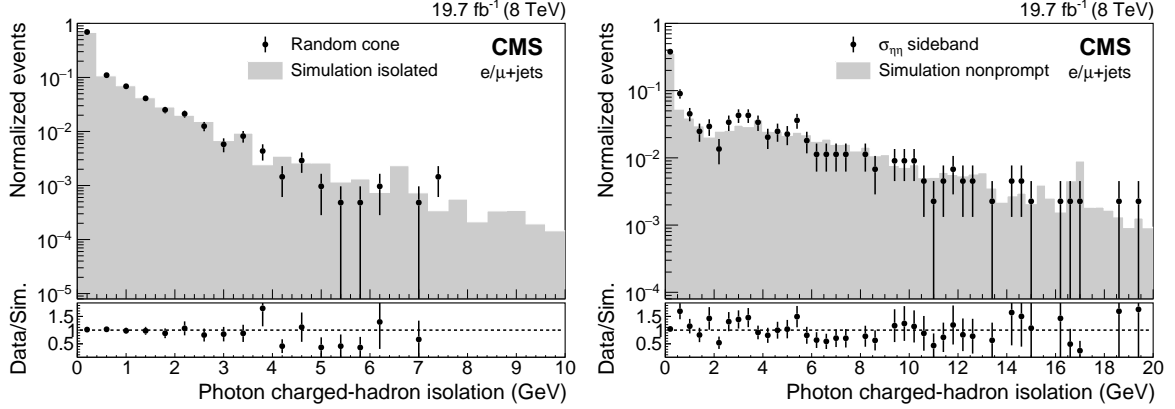 19.7 fb⁻¹ (8 TeV)
Random cone
Simulation isolated
CMS
e/μ+jets
Normalized events
1
10⁻¹
10⁻²
10⁻³
10⁻⁴
10⁻⁵
Data/Sim.
1.5
1
0.5
0 1 2 3 4 5 6 7 8 9 10
Photon charged-hadron isolation (GeV)
19.7 fb⁻¹ (8 TeV)
σηη sideband
Simulation nonprompt
CMS
e/μ+jets
Normalized events
1
10⁻¹
10⁻²
10⁻³
10⁻⁴
Data/Sim.
1.5
1
0.5
0 2 4 6 8 10 12 14 16 18 20
Photon charged-hadron isolation (GeV)